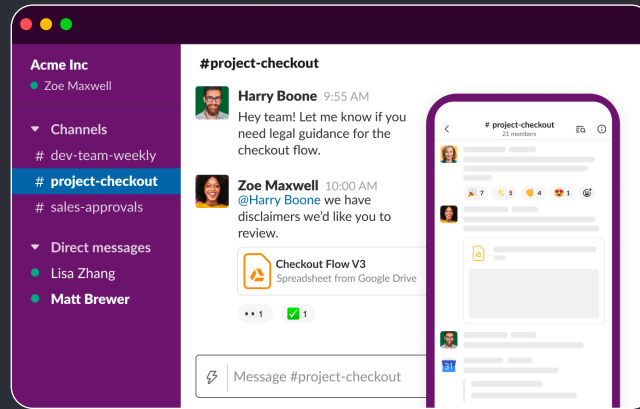 Acme Inc
Zoe Maxwell
Channels
# dev-team-weekly
# project-checkout
# sales-approvals
Direct messages
Lisa Zhang
Matt Brewer
#project-checkout
Harry Boone 9:55 AM
Hey team! Let me know if you
need legal guidance for the
checkout flow.
Zoe Maxwell 10:00 AM
@Harry Boone we have
disclaimers we’d like you to
review.
Checkout Flow V3
Spreadsheet from Google Drive
1
1
Message #project-checkout
# project-checkout
21 members
7
5
4
1
31